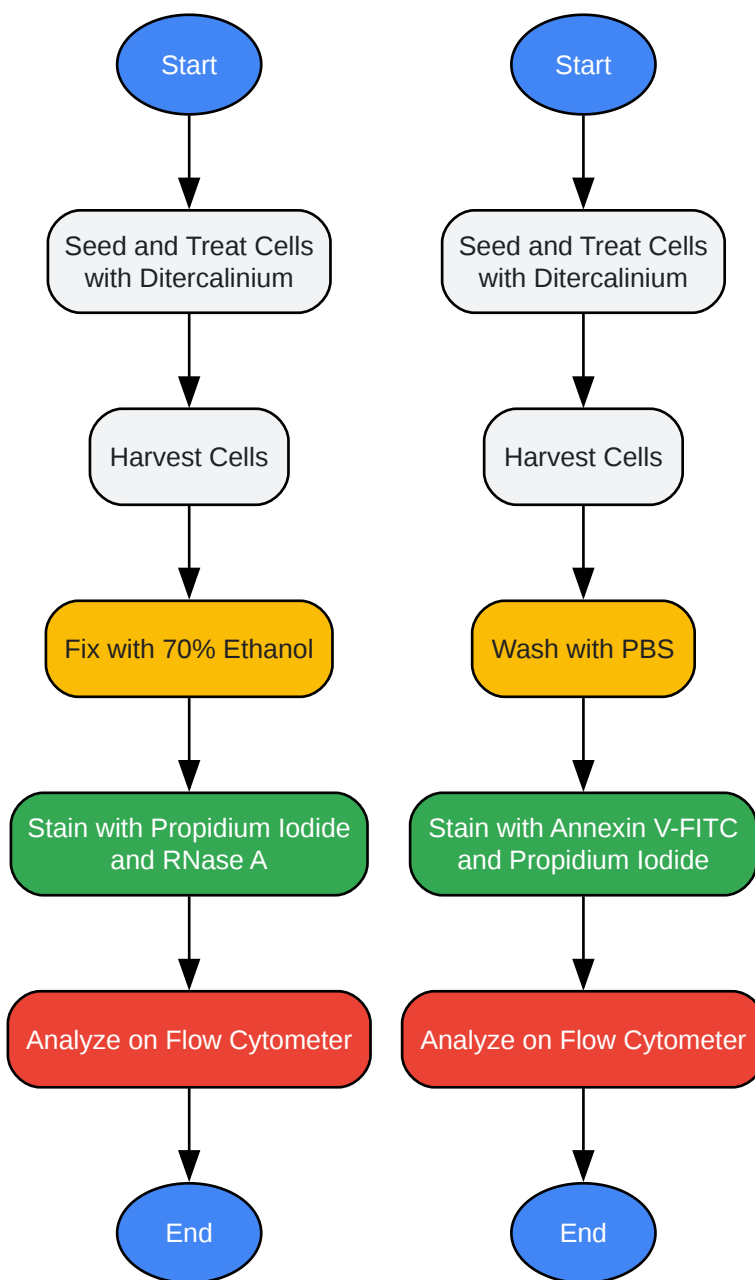 Start
Seed and Treat Cells
with Ditercalinium
Harvest Cells
Fix with 70% Ethanol
Stain with Propidium Iodide
and RNase A
Analyze on Flow Cytometer
End
Start
Seed and Treat Cells
with Ditercalinium
Harvest Cells
Wash with PBS
Stain with Annexin V-FITC
and Propidium Iodide
Analyze on Flow Cytometer
End